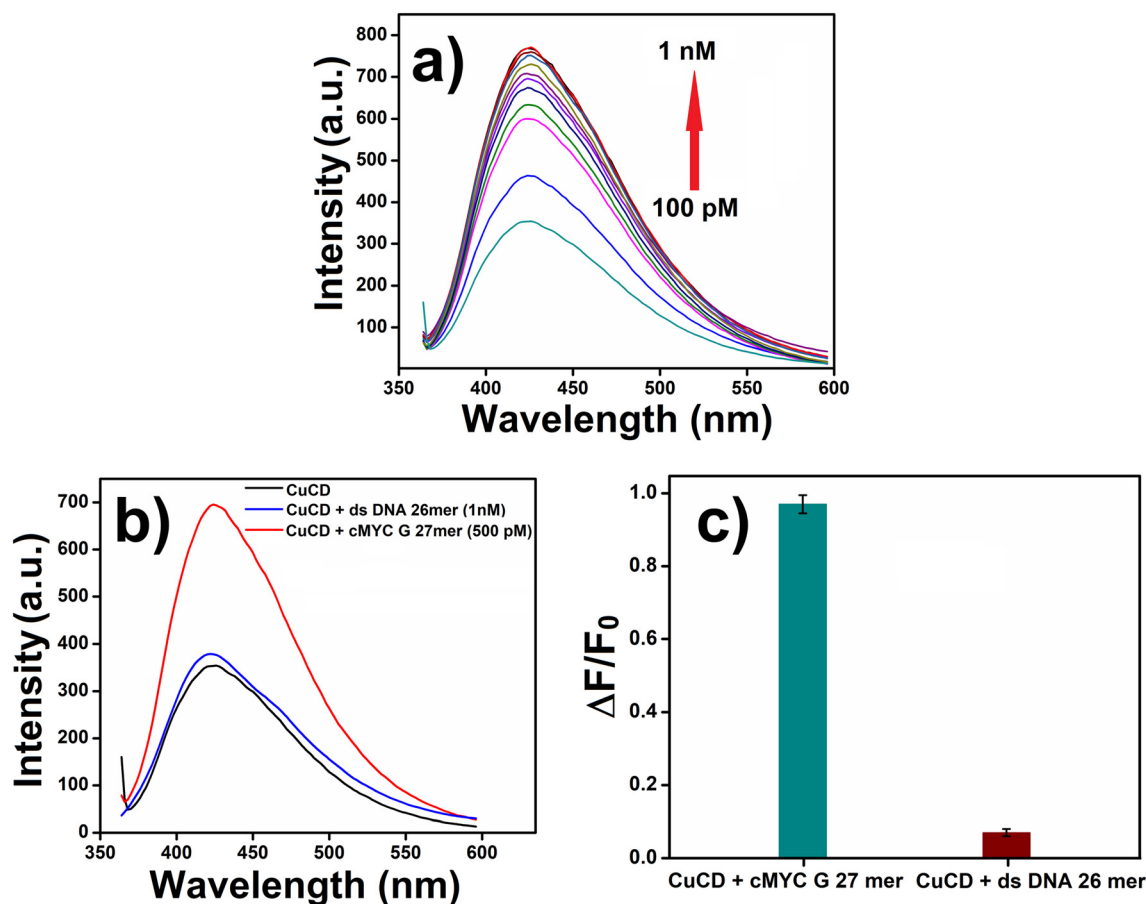 a)
1 nM
100 pM
Intensity (a.u.)
800
700
600
500
400
300
200
100
350 400 450 500 550 600
Wavelength (nm)
b)
CuCD
CuCD + ds DNA 26mer (1nM)
CuCD + cMYC G 27mer (500 pM)
Intensity (a.u.)
700
600
500
400
300
200
100
0
350 400 450 500 550 600
Wavelength (nm)
c)
ΔF/F₀
1.0
0.8
0.6
0.4
0.2
0.0
CuCD + cMYC G 27 mer CuCD + ds DNA 26 mer